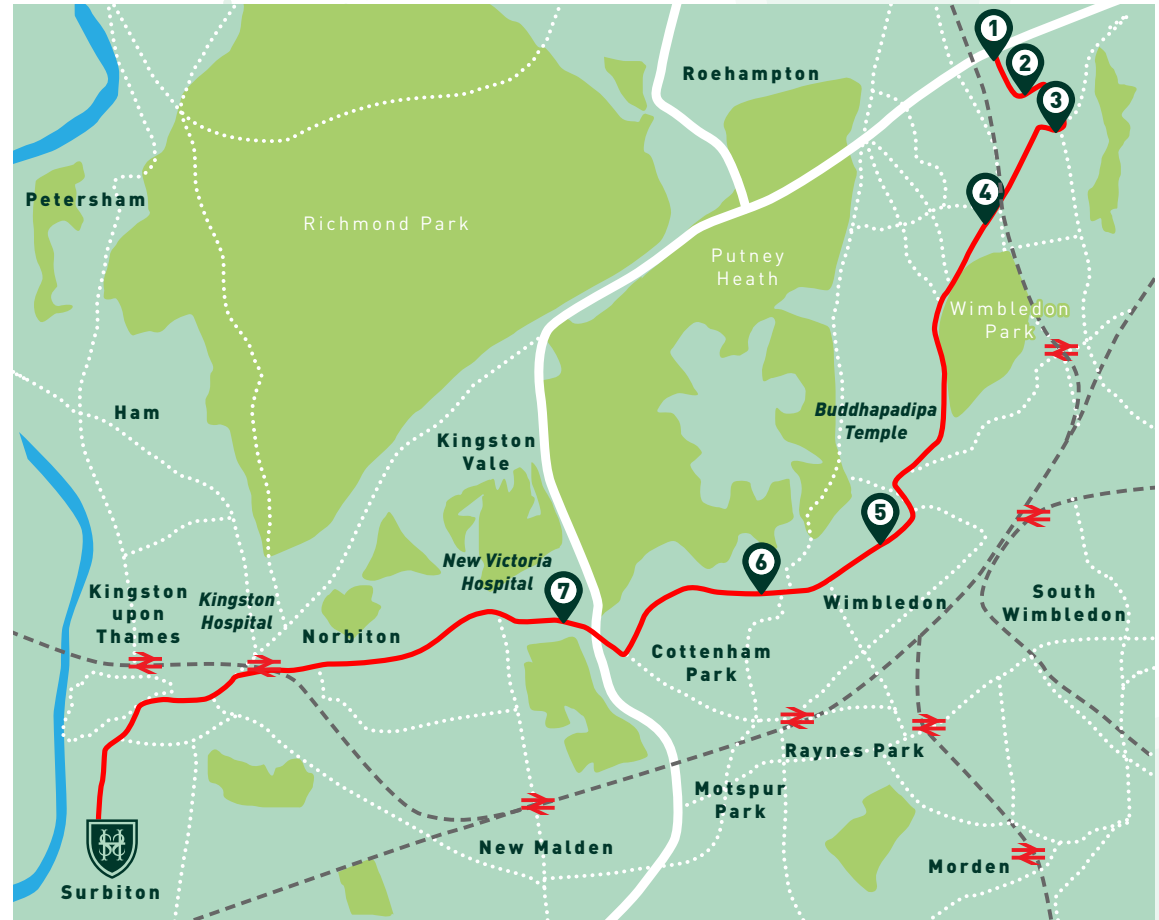 1
2
Roehampton
3
Petersham
4
Richmond Park
Putney
Heath
Wimbledon
Park
Ham
Buddhapadipa
Temple
Kingston
Vale
5
New Victoria
Hospital
7
6
Kingston
upon
Thames
Kingston
Hospital
Norbiton
Wimbledon
South
Wimbledon
Cottenham
Park
Raynes Park
Motspur
Park
New Malden
Morden
Surbiton